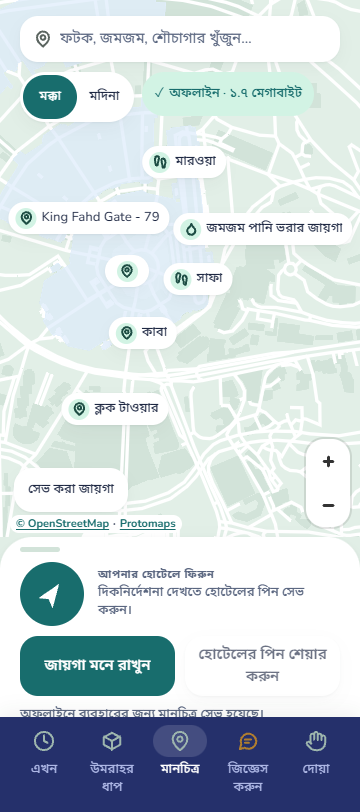 ফটক, জমজম, শৌচাগার খুঁজুন...
মক্কা
মদিনা
✓ অফলাইন · ১.৭ মেগাবাইট
মারওয়া
King Fahd Gate - 79
জমজম পানি ভরার জায়গা
সাফা
কাবা
ক্লক টাওয়ার
+
সেভ করা জায়গা
−
© OpenStreetMap · Protomaps
আপনার হোটেলে ফিরুন
দিকনির্দেশনা দেখতে হোটেলের পিন সেভ
করুন।
জায়গা মনে রাখুন
হোটেলের পিন শেয়ার
করুন
অফলাইনে ব্যবহারের জন্য মানচিত্র সেভ হয়েছে।
এখন
উমরাহর
ধাপ
মানচিত্র
জিজ্ঞেস
করুন
দোয়া